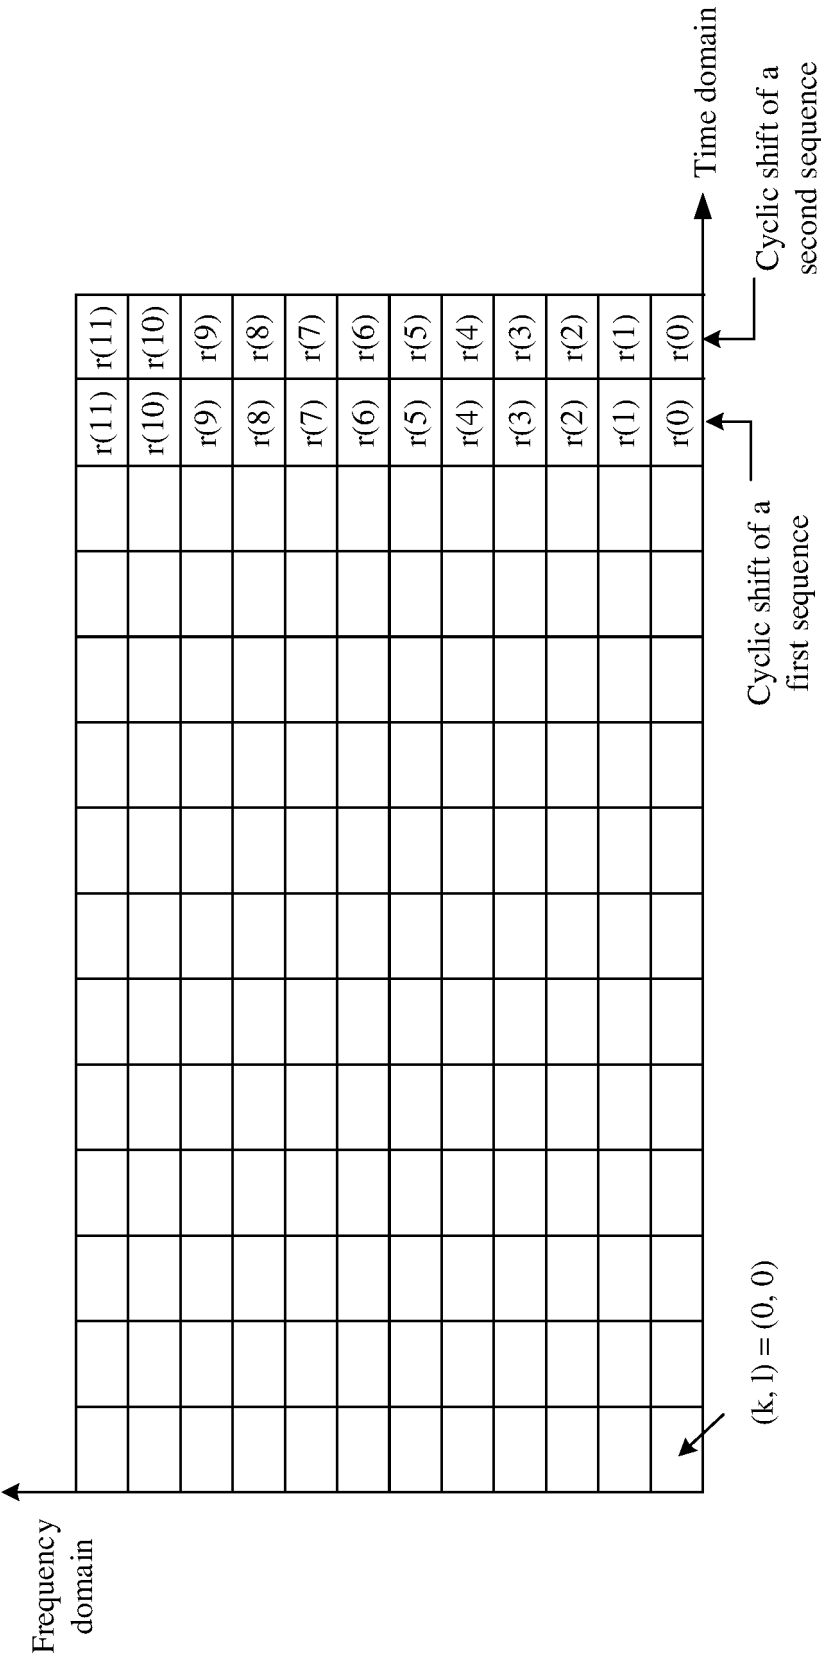 Frequency
domain
r(11) r(11)
r(10) r(10)
r(9) r(9)
r(8) r(8)
r(7) r(7)
r(6) r(6)
r(5) r(5)
r(4) r(4)
r(3) r(3)
r(2) r(2)
r(1) r(1)
r(0) r(0)
Time domain
(k, l) = (0, 0)
Cyclic shift of a
first sequence
Cyclic shift of a
second sequence